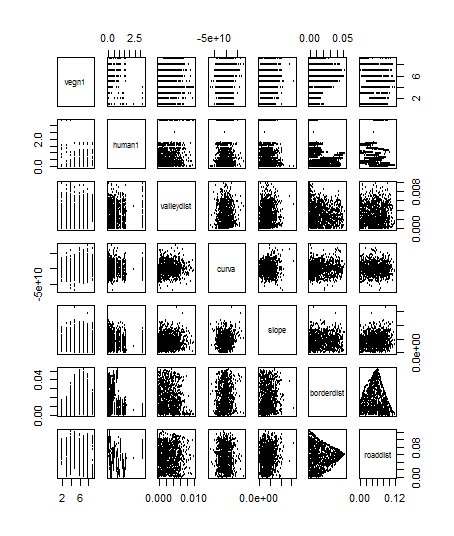 0.0 2.5 -5e+10 0.00 0.05
vegn1 2 6
0.0 2.0 human1
valleydist 0.000 0.008
-5e+10 curva
slope 0.0e+00
0.00 0.04 borderdist
roaddist 0.00 0.08
2 6 0.000 0.010 0.0e+00 0.00 0.12